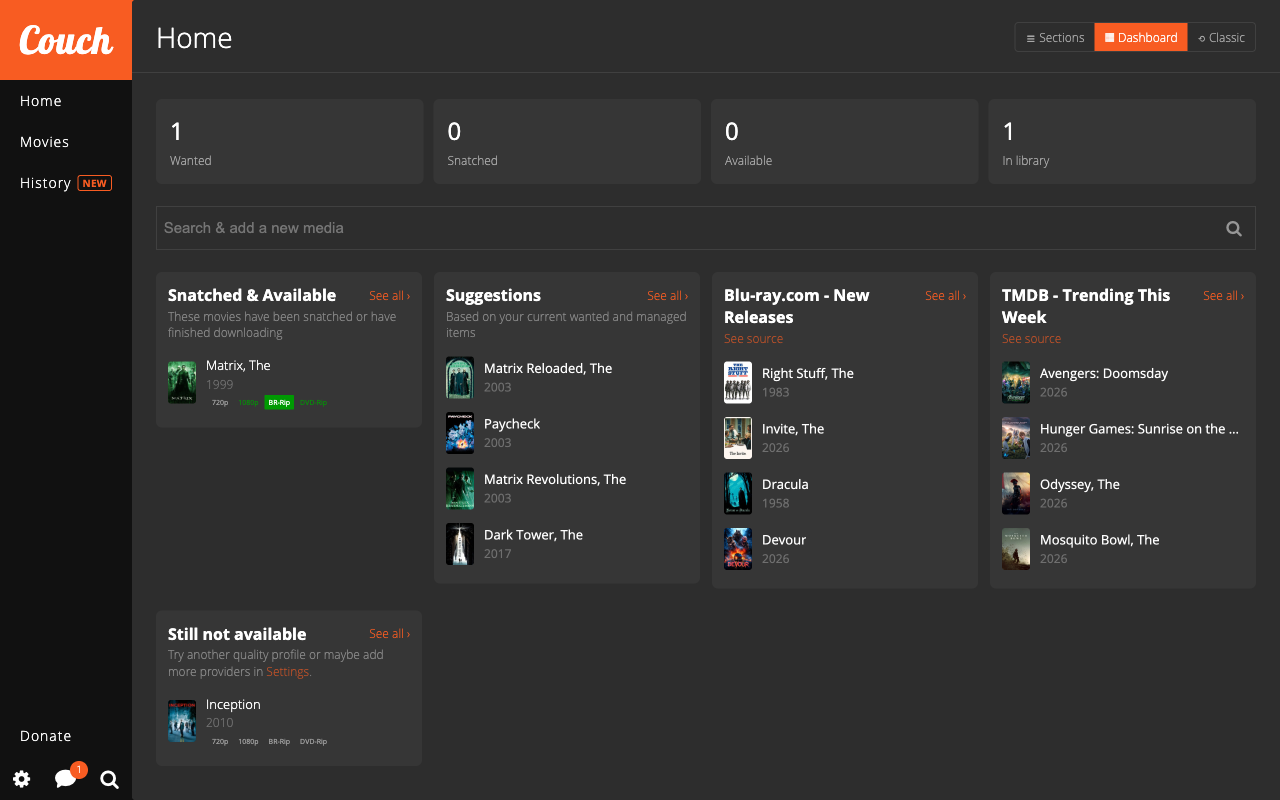 Couch
Home
Movies
History NEW
Donate
1
Home
Sections
Dashboard
Classic
1
Wanted
0
Snatched
0
Available
1
In library
Search & add a new media
Snatched & Available
See all ›
These movies have been snatched or have
finished downloading
Matrix, The
1999
720p 1080p BR-Rip DVD-Rip
Suggestions
See all ›
Based on your current wanted and managed
items
Matrix Reloaded, The
2003
Paycheck
2003
Matrix Revolutions, The
2003
Dark Tower, The
2017
Blu-ray.com - New
Releases
See all ›
See source
Right Stuff, The
1983
Invite, The
2026
Dracula
1958
Devour
2026
TMDB - Trending This
Week
See all ›
See source
Avengers: Doomsday
2026
Hunger Games: Sunrise on the ...
2026
Odyssey, The
2026
Mosquito Bowl, The
2026
Still not available
See all ›
Try another quality profile or maybe add
more providers in Settings.
Inception
2010
720p 1080p BR-Rip DVD-Rip